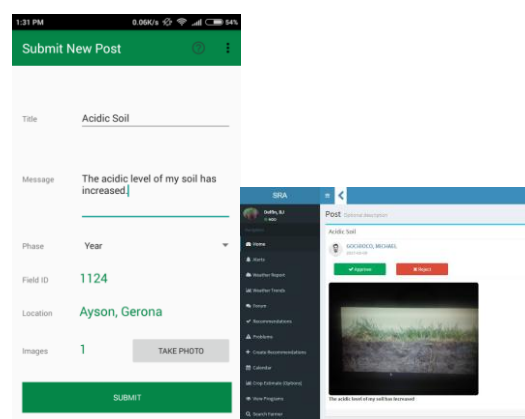 1:31 PM 0.06K/s 54%
Submit New Post
Title Acidic Soil
Message The acidic level of my soil has
increased.
Phase Year
Field ID 1124
Location Ayson, Gerona
Images 1 TAKE PHOTO
SUBMIT
SRA
Post
Acidic Soil
Approve Reject
Home
Alerts
Weather Report
Weather Trends
Forum
Recommendations
Problems
Create Recommendations
Calendar
Crop Estimate (Options)
View Programs
Search Farmer
The acidic level of my soil has increased